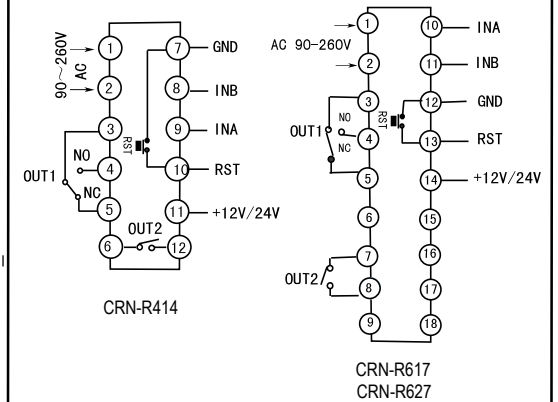 90~260V
AC
1
2
3
4
5
6
7
8
9
10
11
12
GND
INB
INA
RST
+12V/24V
RST
NO
NC
OUT1
OUT2
CRN-R414
AC 90-260V
1
2
3
4
5
6
7
8
9
10
11
12
13
14
15
16
17
18
INA
INB
GND
RST
+12V/24V
RST
NO
NC
OUT1
OUT2
CRN-R617
CRN-R627